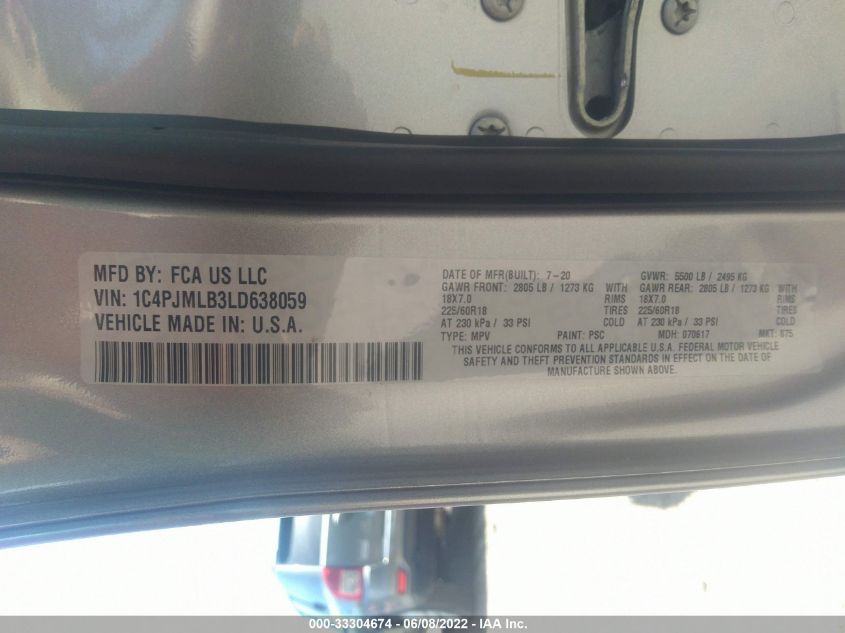 MFD BY: FCA US LLC
VIN: 1C4PJMLB3LD638059
VEHICLE MADE IN: U.S.A.
DATE OF MFR(BUILT): 7-20 GVWR: 5500 LB / 2495 KG
GAWR FRONT: 2805 LB / 1273 KG RIMS WITH GAWR REAR: 2805 LB / 1273 KG WITH
18X7.0 RIMS 18X7.0 RIMS
225/60R18 TIRES 225/60R18 TIRES
AT 230 kPa / 33 PSI COLD AT 230 kPa / 33 PSI COLD
TYPE: MPV PAINT: PSC MDH: 070617 MKT: 875
THIS VEHICLE CONFORMS TO ALL APPLICABLE U.S.A. FEDERAL MOTOR VEHICLE
SAFETY AND THEFT PREVENTION STANDARDS IN EFFECT ON THE DATE OF
MANUFACTURE SHOWN ABOVE.
000-33304674 - 06/08/2022 - IAA Inc.